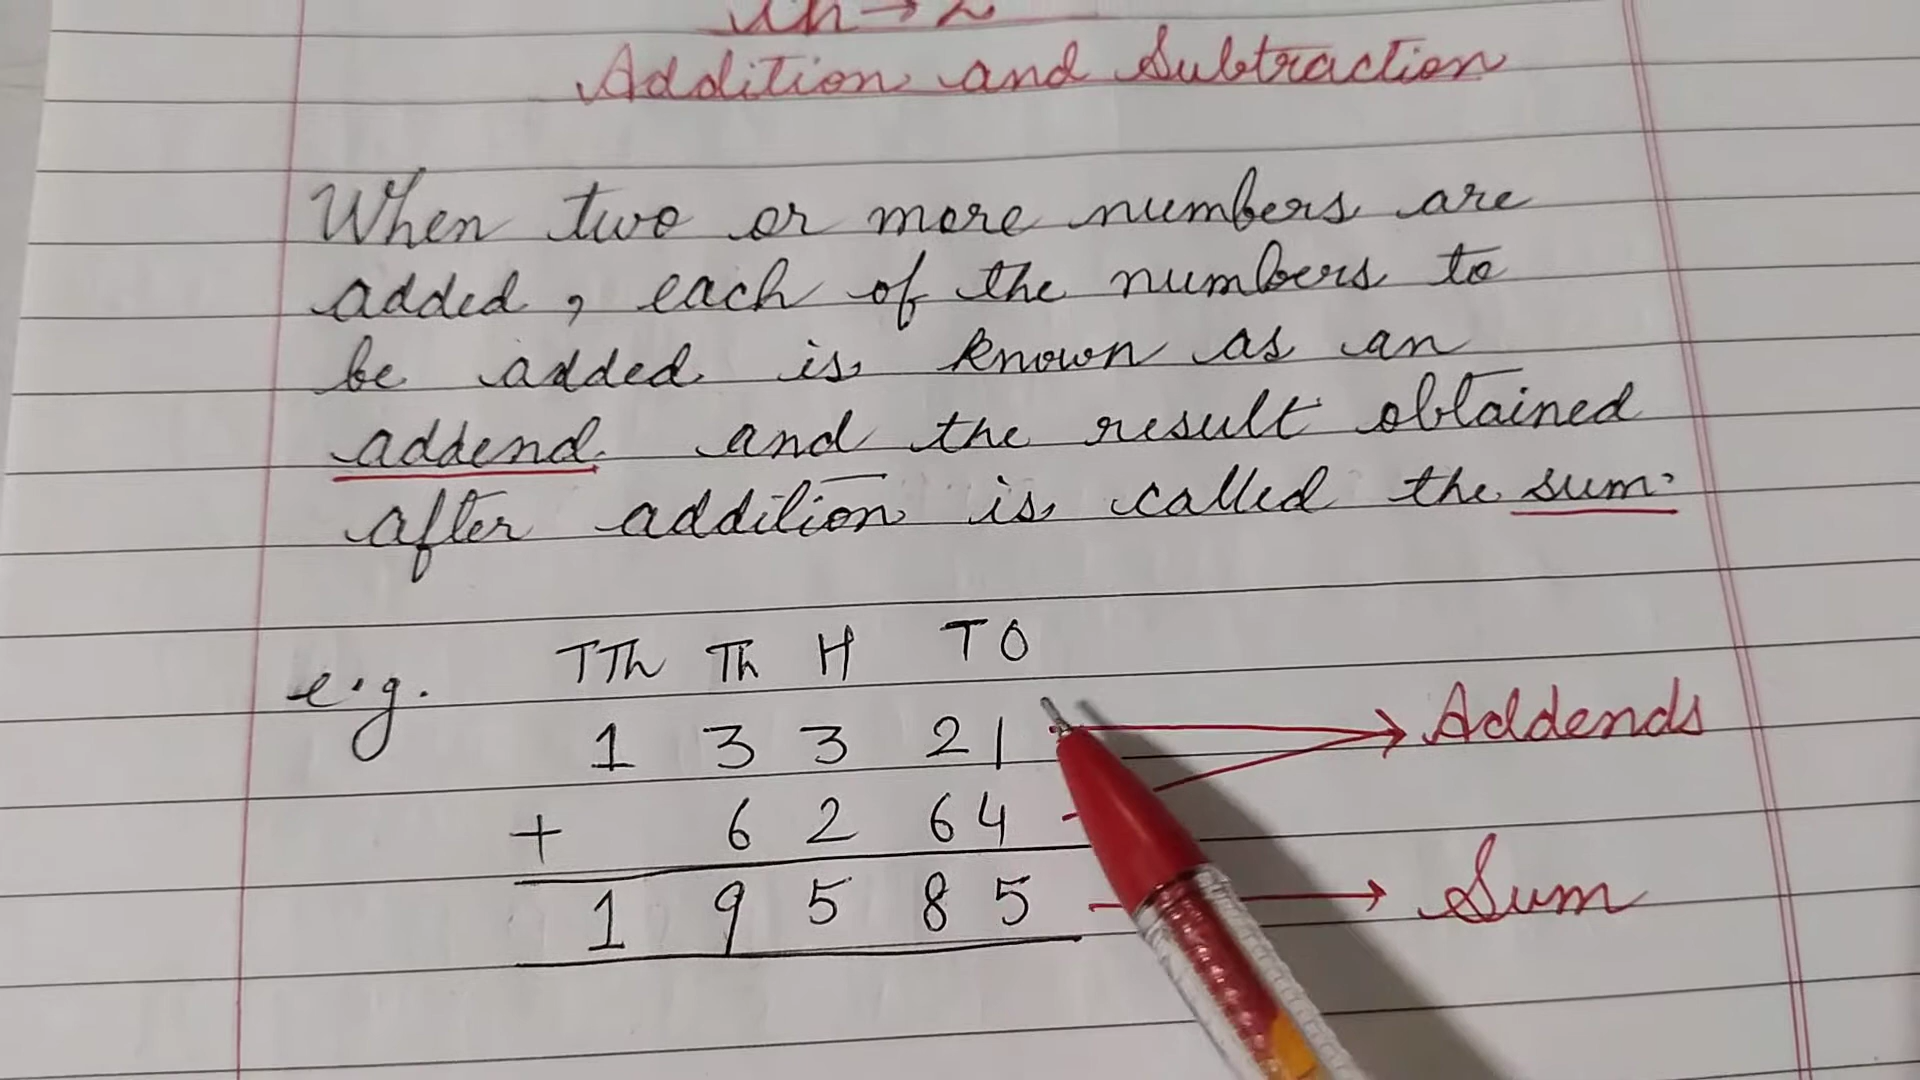 Ch → 2
Addition and Subtraction
When two or more numbers are
added, each of the numbers to
be added is known as an
addend and the result obtained
after addition is called the sum.
e.g. TTh Th H T O
1 3 3 2 1 → Addends
+ 6 2 6 4
1 9 5 8 5 → Sum